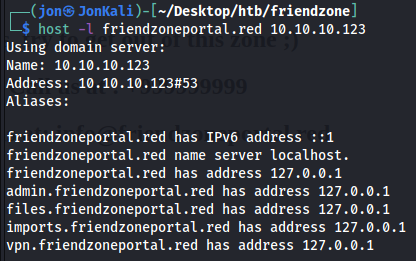 ┌──(jon㉿JonKali)-[~/Desktop/htb/friendzone]
└─$ host -l friendzoneportal.red 10.10.10.123
Using domain server:
Name: 10.10.10.123
Address: 10.10.10.123#53
Aliases:
friendzoneportal.red has IPv6 address ::1
friendzoneportal.red name server localhost.
friendzoneportal.red has address 127.0.0.1
admin.friendzoneportal.red has address 127.0.0.1
files.friendzoneportal.red has address 127.0.0.1
imports.friendzoneportal.red has address 127.0.0.1
vpn.friendzoneportal.red has address 127.0.0.1